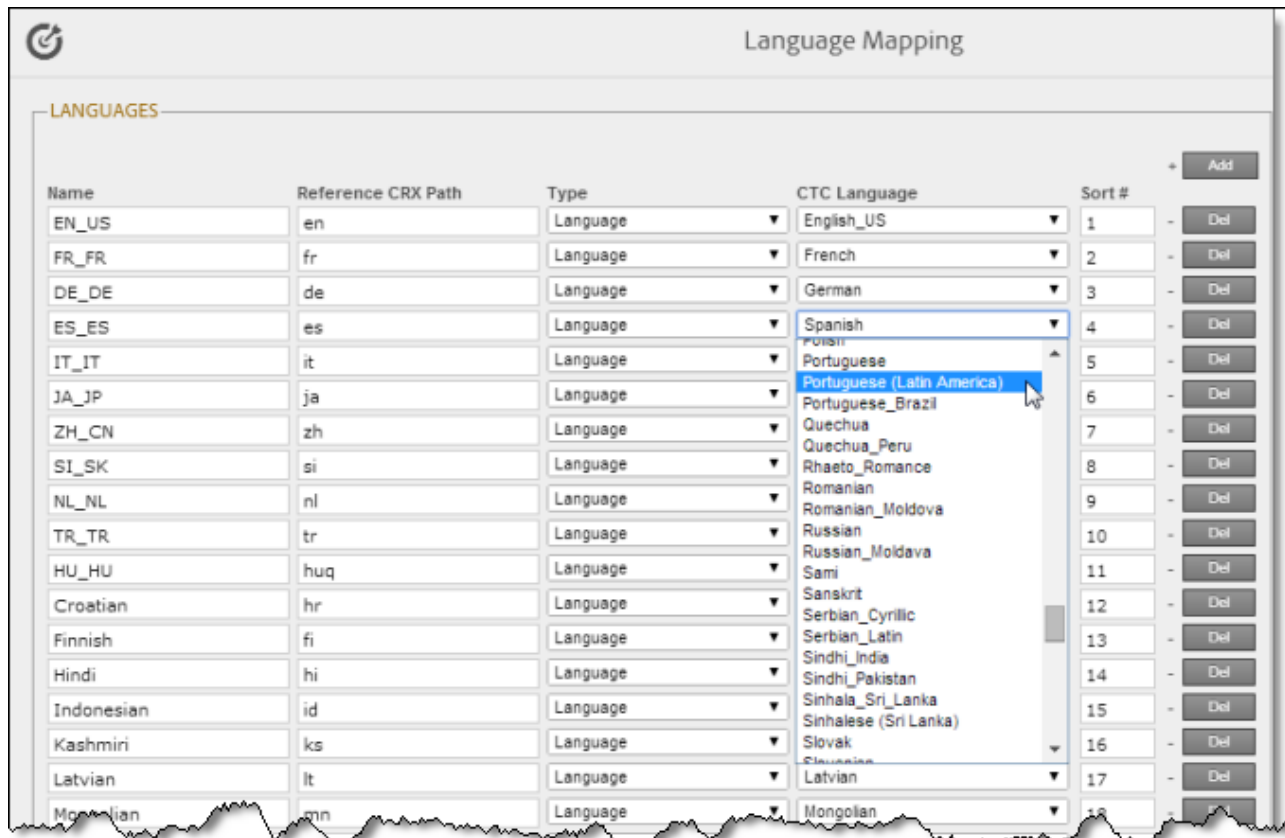 Language Mapping
LANGUAGES
+ Add
Name Reference CRX Path Type CTC Language Sort #
EN_US en Language English_US 1 - Del
FR_FR fr Language French 2 - Del
DE_DE de Language German 3 - Del
ES_ES es Language Spanish 4 - Del
Polish
IT_IT it Language Portuguese 5 - Del
Portuguese (Latin America)
JA_JP ja Language Portuguese_Brazil 6 - Del
Quechua
ZH_CN zh Language Quechua_Peru 7 - Del
SI_SK si Language Rhaeto_Romance 8 - Del
Romanian
NL_NL nl Language Romanian_Moldova 9 - Del
TR_TR tr Language Russian 10 - Del
Russian_Moldava
HU_HU huq Language Sami 11 - Del
Sanskrit
Croatian hr Language Serbian_Cyrillic 12 - Del
Finnish fi Language Serbian_Latin 13 - Del
Sindhi_India
Hindi hi Language Sindhi_Pakistan 14 - Del
Sinhala_Sri_Lanka
Indonesian id Language Sinhalese (Sri Lanka) 15 - Del
Kashmiri ks Language Slovak 16 - Del
Slovenian
Latvian lt Language Latvian 17 - Del
Mongolian mn Language Mongolian 18 - Del